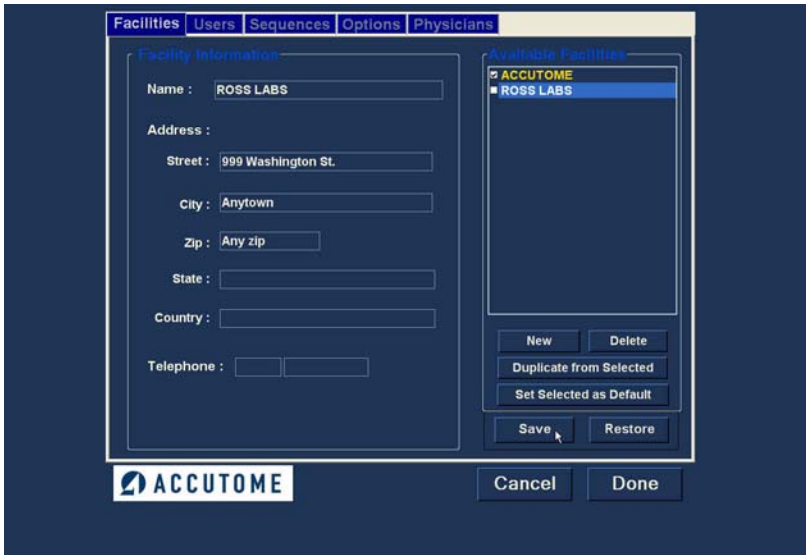 Facilities Users Sequences Options Physicians
Facility Information
Name : ROSS LABS
Address :
Street : 999 Washington St.
City : Anytown
Zip : Any zip
State :
Country :
Telephone :
Available Facilities
ACCUTOME
ROSS LABS
New Delete
Duplicate from Selected
Set Selected as Default
Save Restore
ACCUTOME
Cancel Done